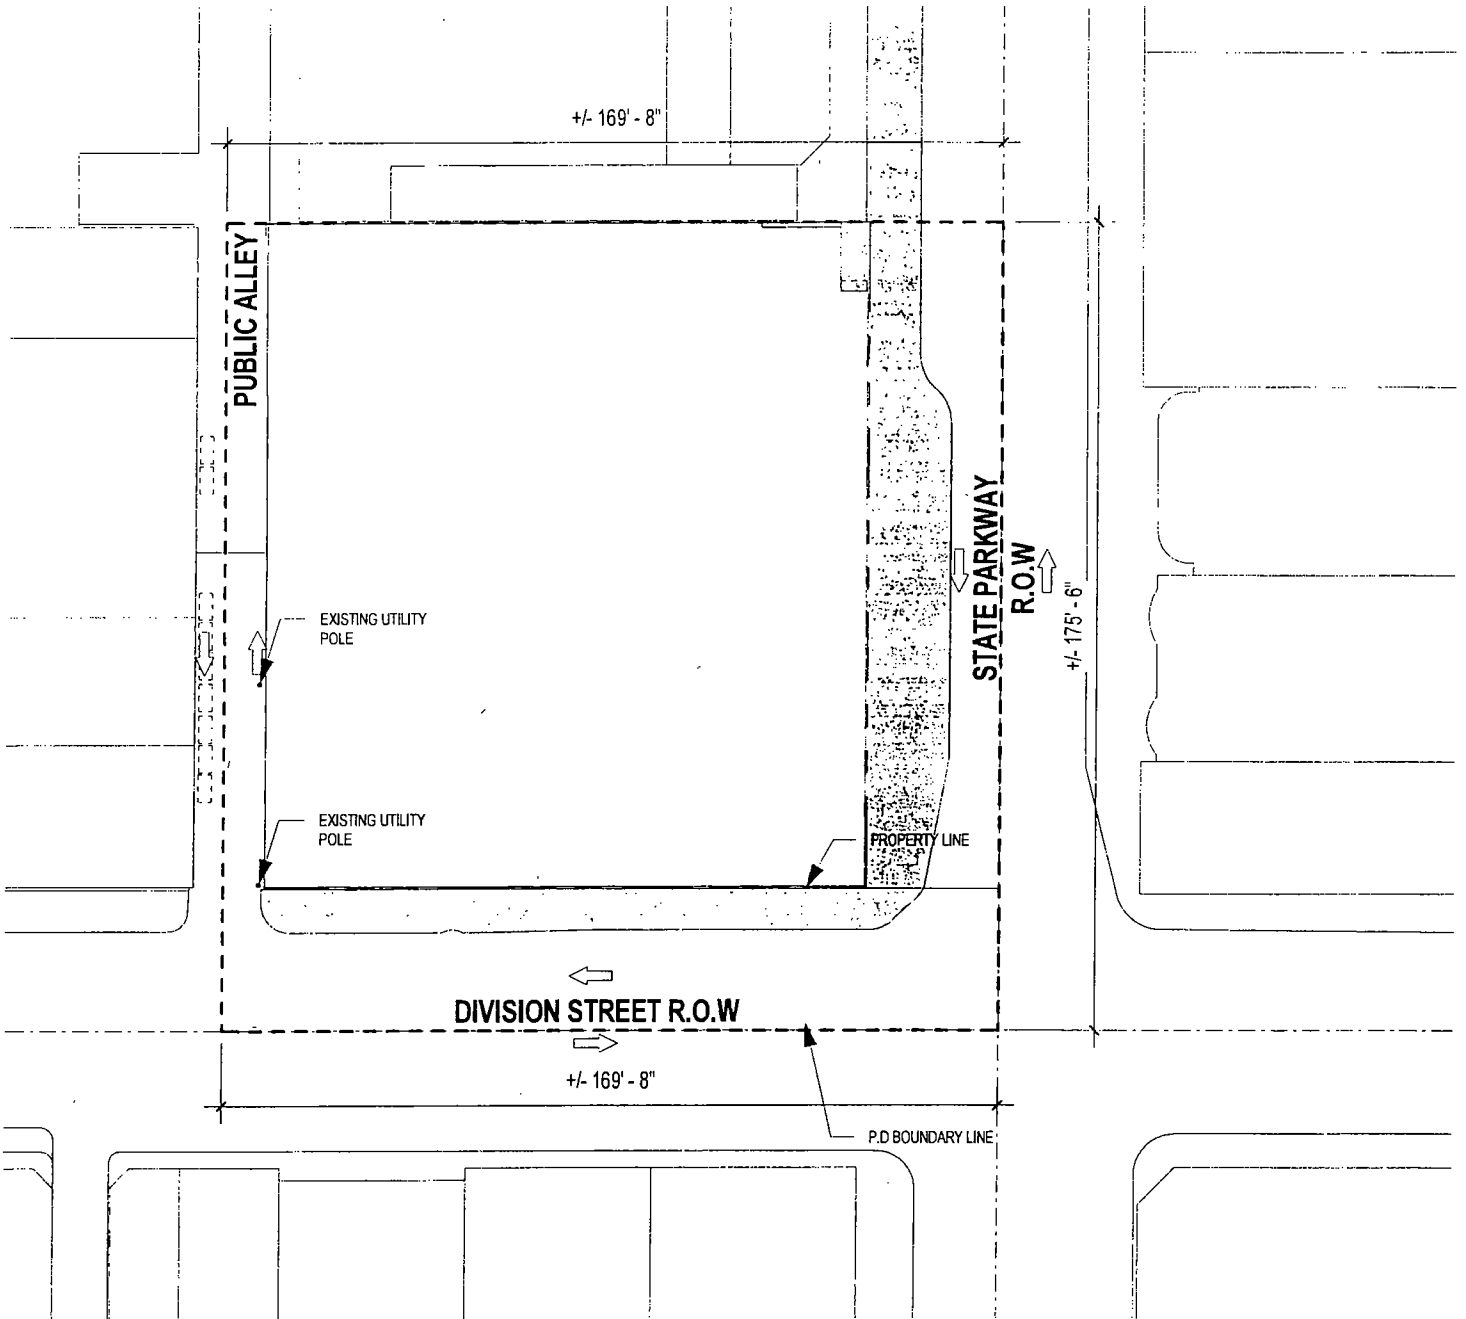 +/- 169' - 8"
PUBLIC ALLEY
STATE PARKWAY
R.O.W
+/- 175' - 6"
EXISTING UTILITY
POLE
EXISTING UTILITY
POLE
PROPERTY LINE
DIVISION STREET R.O.W
+/- 169' - 8"
P.D BOUNDARY LINE